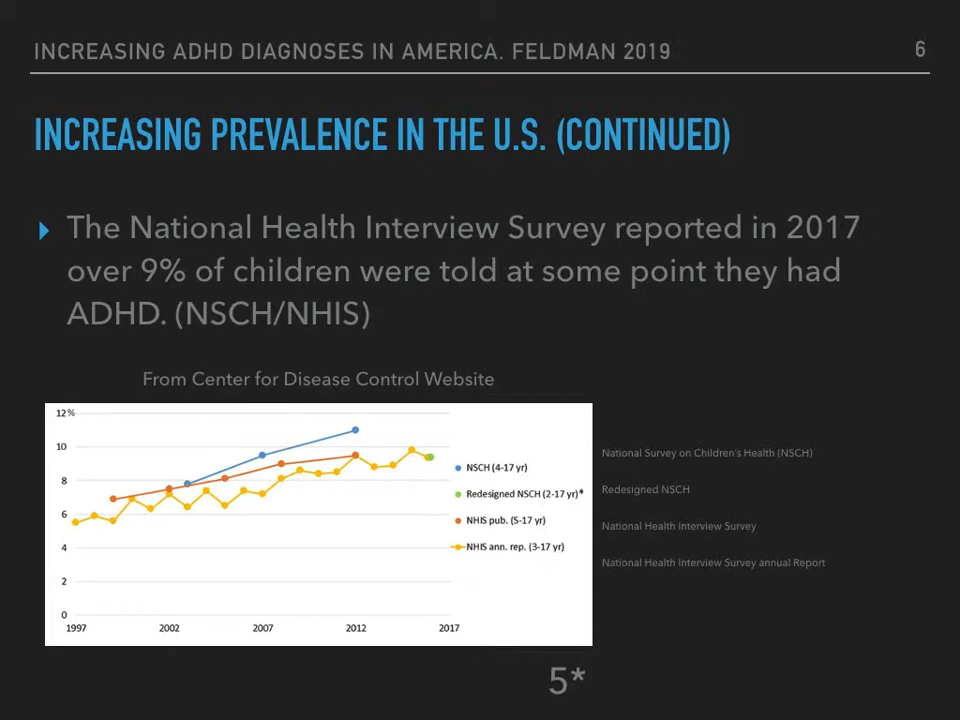 INCREASING ADHD DIAGNOSES IN AMERICA. FELDMAN 2019
6
INCREASING PREVALENCE IN THE U.S. (CONTINUED)
The National Health Interview Survey reported in 2017
over 9% of children were told at some point they had
ADHD. (NSCH/NHIS)
From Center for Disease Control Website
12%
10
8
6
4
2
0
1997
2002
2007
2012
2017
NSCH (4-17 yr)
Redesigned NSCH (2-17 yr)*
NHIS pub. (5-17 yr)
NHIS ann. rep. (3-17 yr)
National Survey on Children's Health (NSCH)
Redesigned NSCH
National Health Interview Survey
National Health Interview Survey annual Report
5*